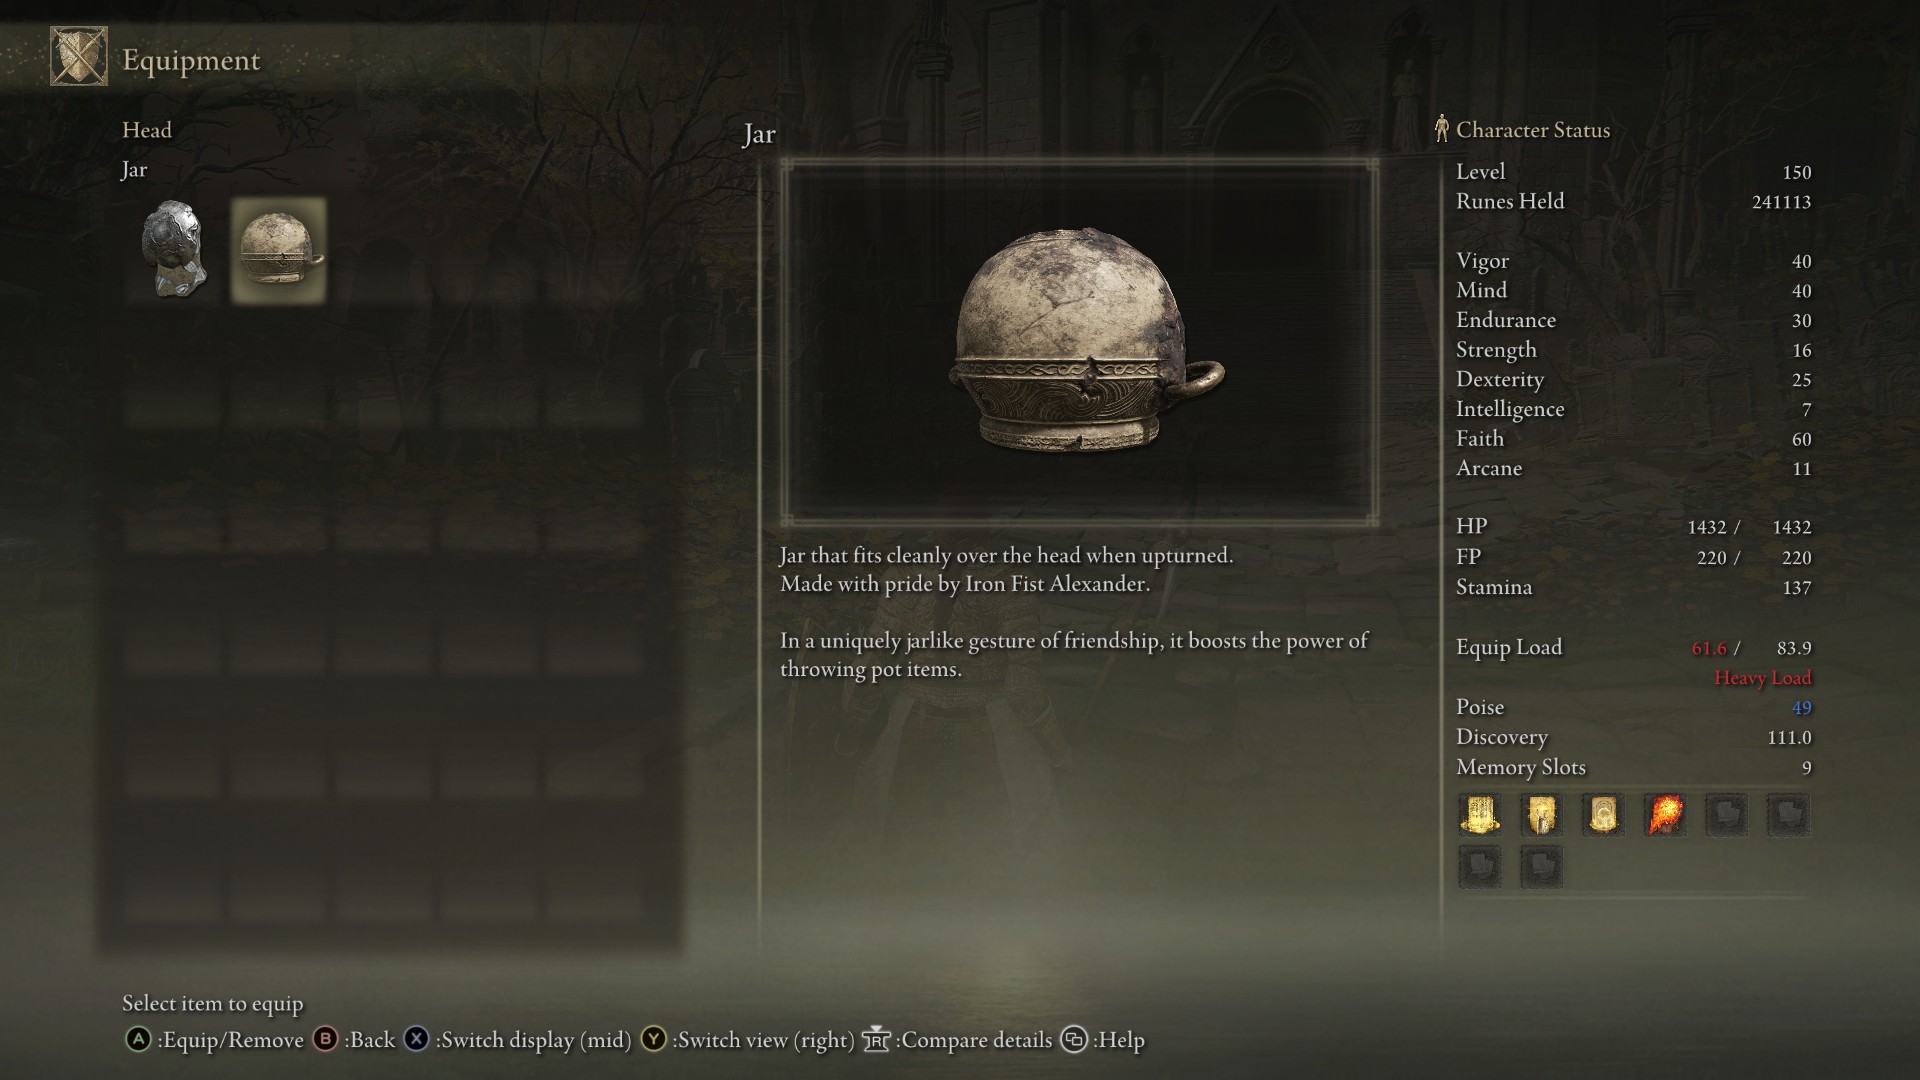 Equipment
Head
Jar
Jar
Jar that fits cleanly over the head when upturned.
Made with pride by Iron Fist Alexander.
In a uniquely jarlike gesture of friendship, it boosts the power of
throwing pot items.
Character Status
Level 150
Runes Held 241113
Vigor 40
Mind 40
Endurance 30
Strength 16
Dexterity 25
Intelligence 7
Faith 60
Arcane 11
HP 1432 / 1432
FP 220 / 220
Stamina 137
Equip Load 61.6 / 83.9
Heavy Load
Poise 49
Discovery 111.0
Memory Slots 9
Select item to equip
A :Equip/Remove B :Back X :Switch display (mid) Y :Switch view (right) R :Compare details :Help